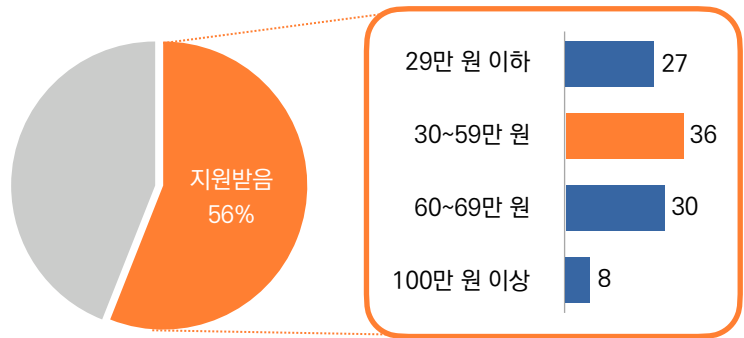 지원받음
56%
29만 원 이하 27
30~59만 원 36
60~69만 원 30
100만 원 이상 8